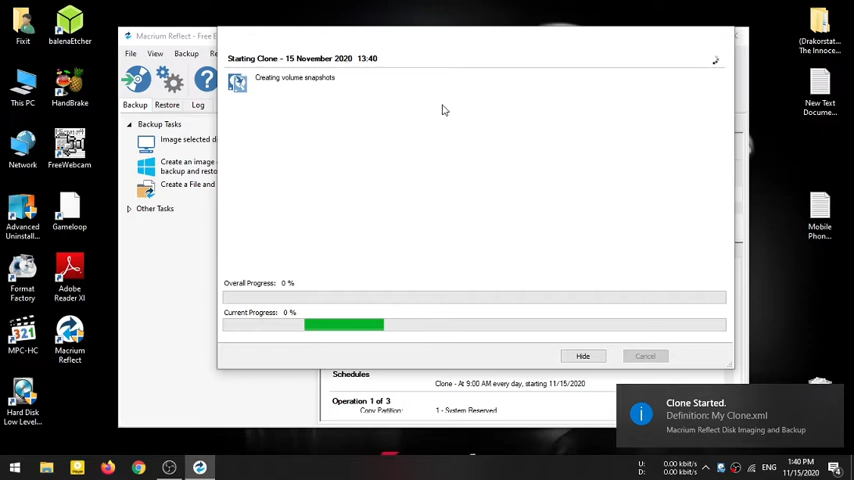 Fixit
balenaEtcher
This PC
HandBrake
Network
FreeWebcam
Advanced
Uninstall...
Gameloop
Format
Factory
Adobe
Reader XI
MPC-HC
Macrium
Reflect
Hard Disk
Low Level...
Macrium Reflect - Free E
File View Backup Re
Backup Restore Log
Backup Tasks
Image selected d
Create an image
backup and resto
Create a File and
Other Tasks
Starting Clone - 15 November 2020 13:40
Creating volume snapshots
Overall Progress: 0 %
Current Progress: 0 %
Hide
Cancel
Schedules
Clone - At 9:00 AM every day, starting 11/15/2020
Operation 1 of 3
Copy Partition: 1 - System Reserved
(Drakorstat...
The Innoce...
New Text
Docume...
Mobile
Phon...
Clone Started.
Definition: My Clone.xml
Macrium Reflect Disk Imaging and Backup
U: 0.00 kbit/s
D: 0.00 kbit/s
ENG
1:40 PM
11/15/2020
4